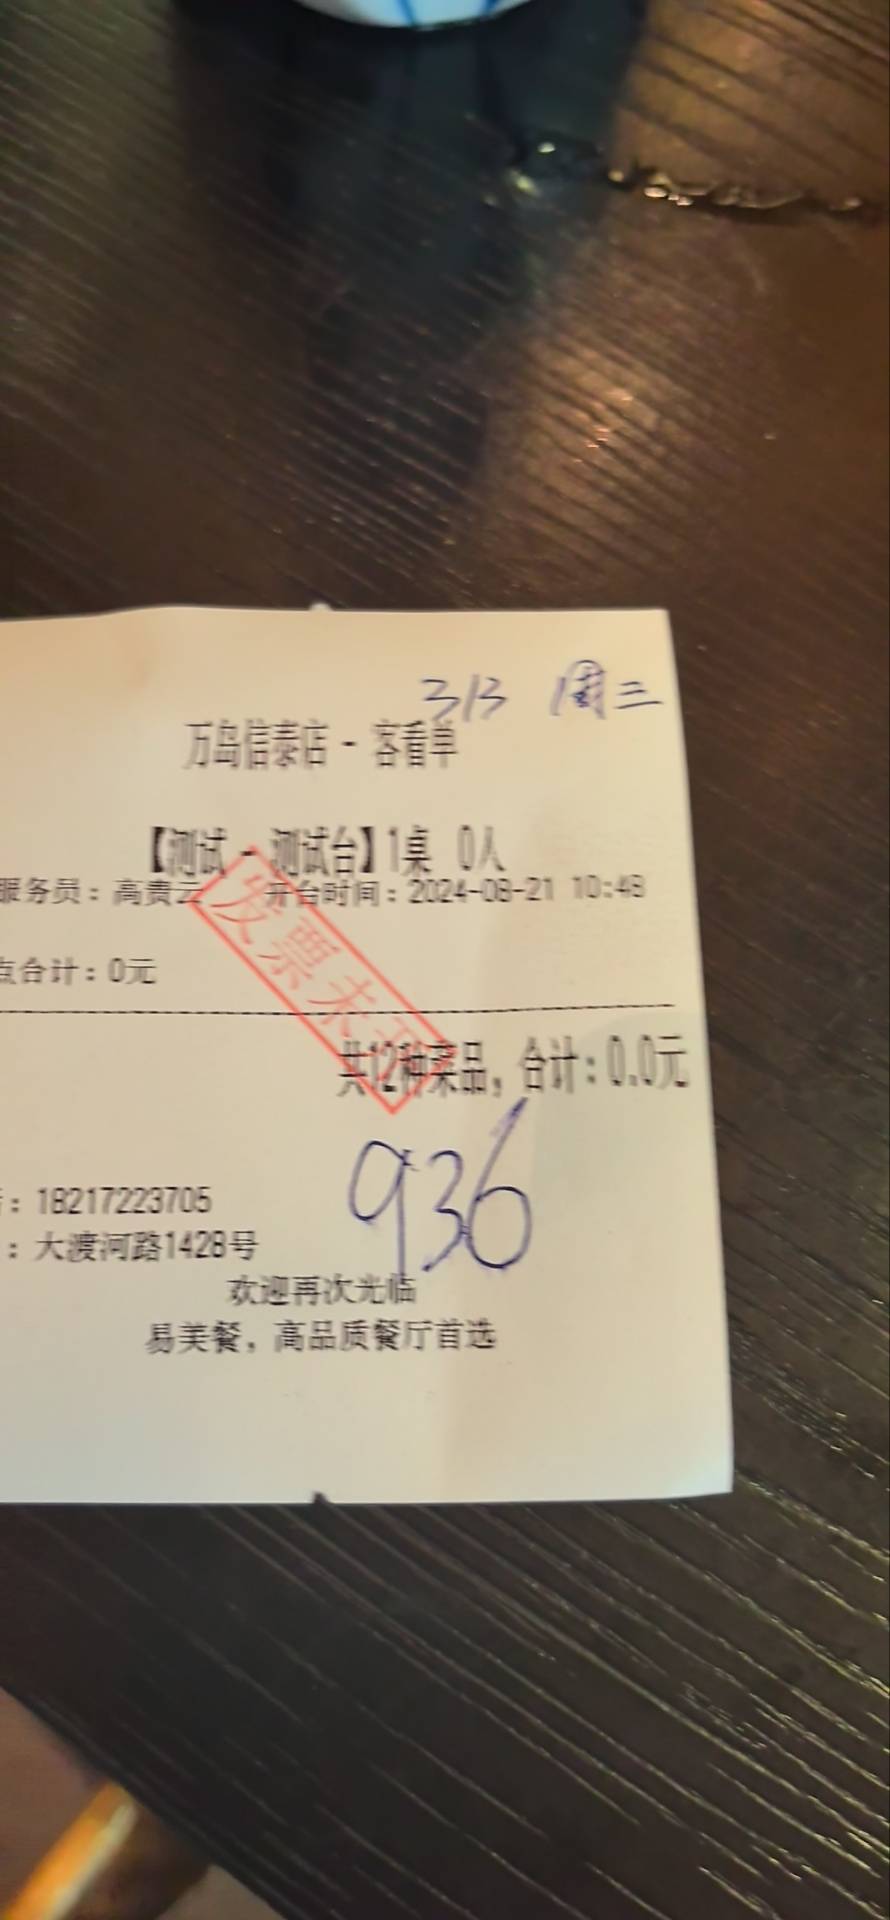 313 周三
万岛信泰店 - 客看单
【测试 - 测试台】1桌 0人
服务员：高贵云 开台时间：2024-08-21 10:48
点合计：0元
发票未开
共12种菜品，合计：0.0元
936
：18217223705
：大渡河路1428号
欢迎再次光临
易美餐，高品质餐厅首选